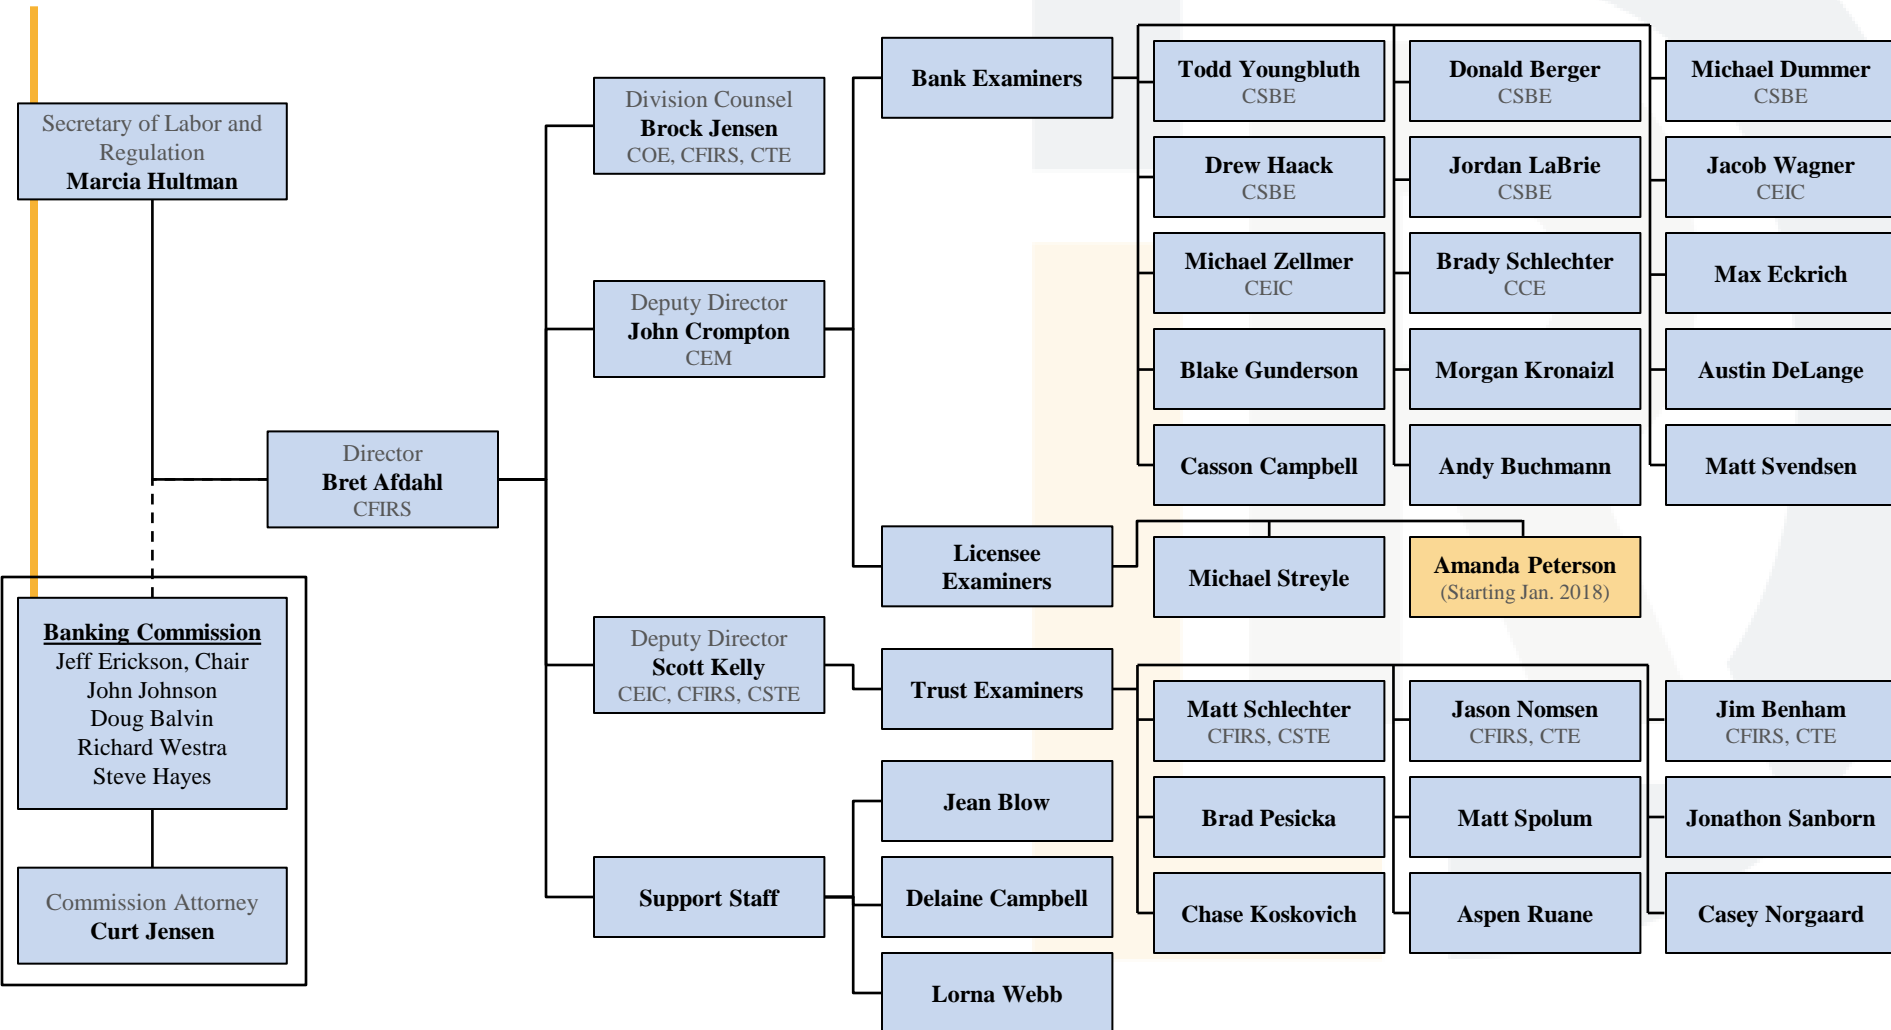 Secretary of Labor and
Regulation
Marcia Hultman
Director
Bret Afdahl
CFIRS
Banking Commission
Jeff Erickson, Chair
John Johnson
Doug Balvin
Richard Westra
Steve Hayes
Commission Attorney
Curt Jensen
Division Counsel
Brock Jensen
COE, CFIRS, CTE
Deputy Director
John Crompton
CEM
Deputy Director
Scott Kelly
CEIC, CFIRS, CSTE
Support Staff
Bank Examiners
Todd Youngbluth
CSBE
Donald Berger
CSBE
Michael Dummer
CSBE
Drew Haack
CSBE
Jordan LaBrie
CSBE
Jacob Wagner
CEIC
Michael Zellmer
CEIC
Brady Schlechter
CCE
Max Eckrich
Blake Gunderson
Morgan Kronaizl
Austin DeLange
Casson Campbell
Andy Buchmann
Matt Svendsen
Licensee
Examiners
Michael Streyle
Amanda Peterson
(Starting Jan. 2018)
Trust Examiners
Matt Schlechter
CFIRS, CSTE
Jason Nomsen
CFIRS, CTE
Jim Benham
CFIRS, CTE
Brad Pesicka
Matt Spolum
Jonathon Sanborn
Chase Koskovich
Aspen Ruane
Casey Norgaard
Jean Blow
Delaine Campbell
Lorna Webb